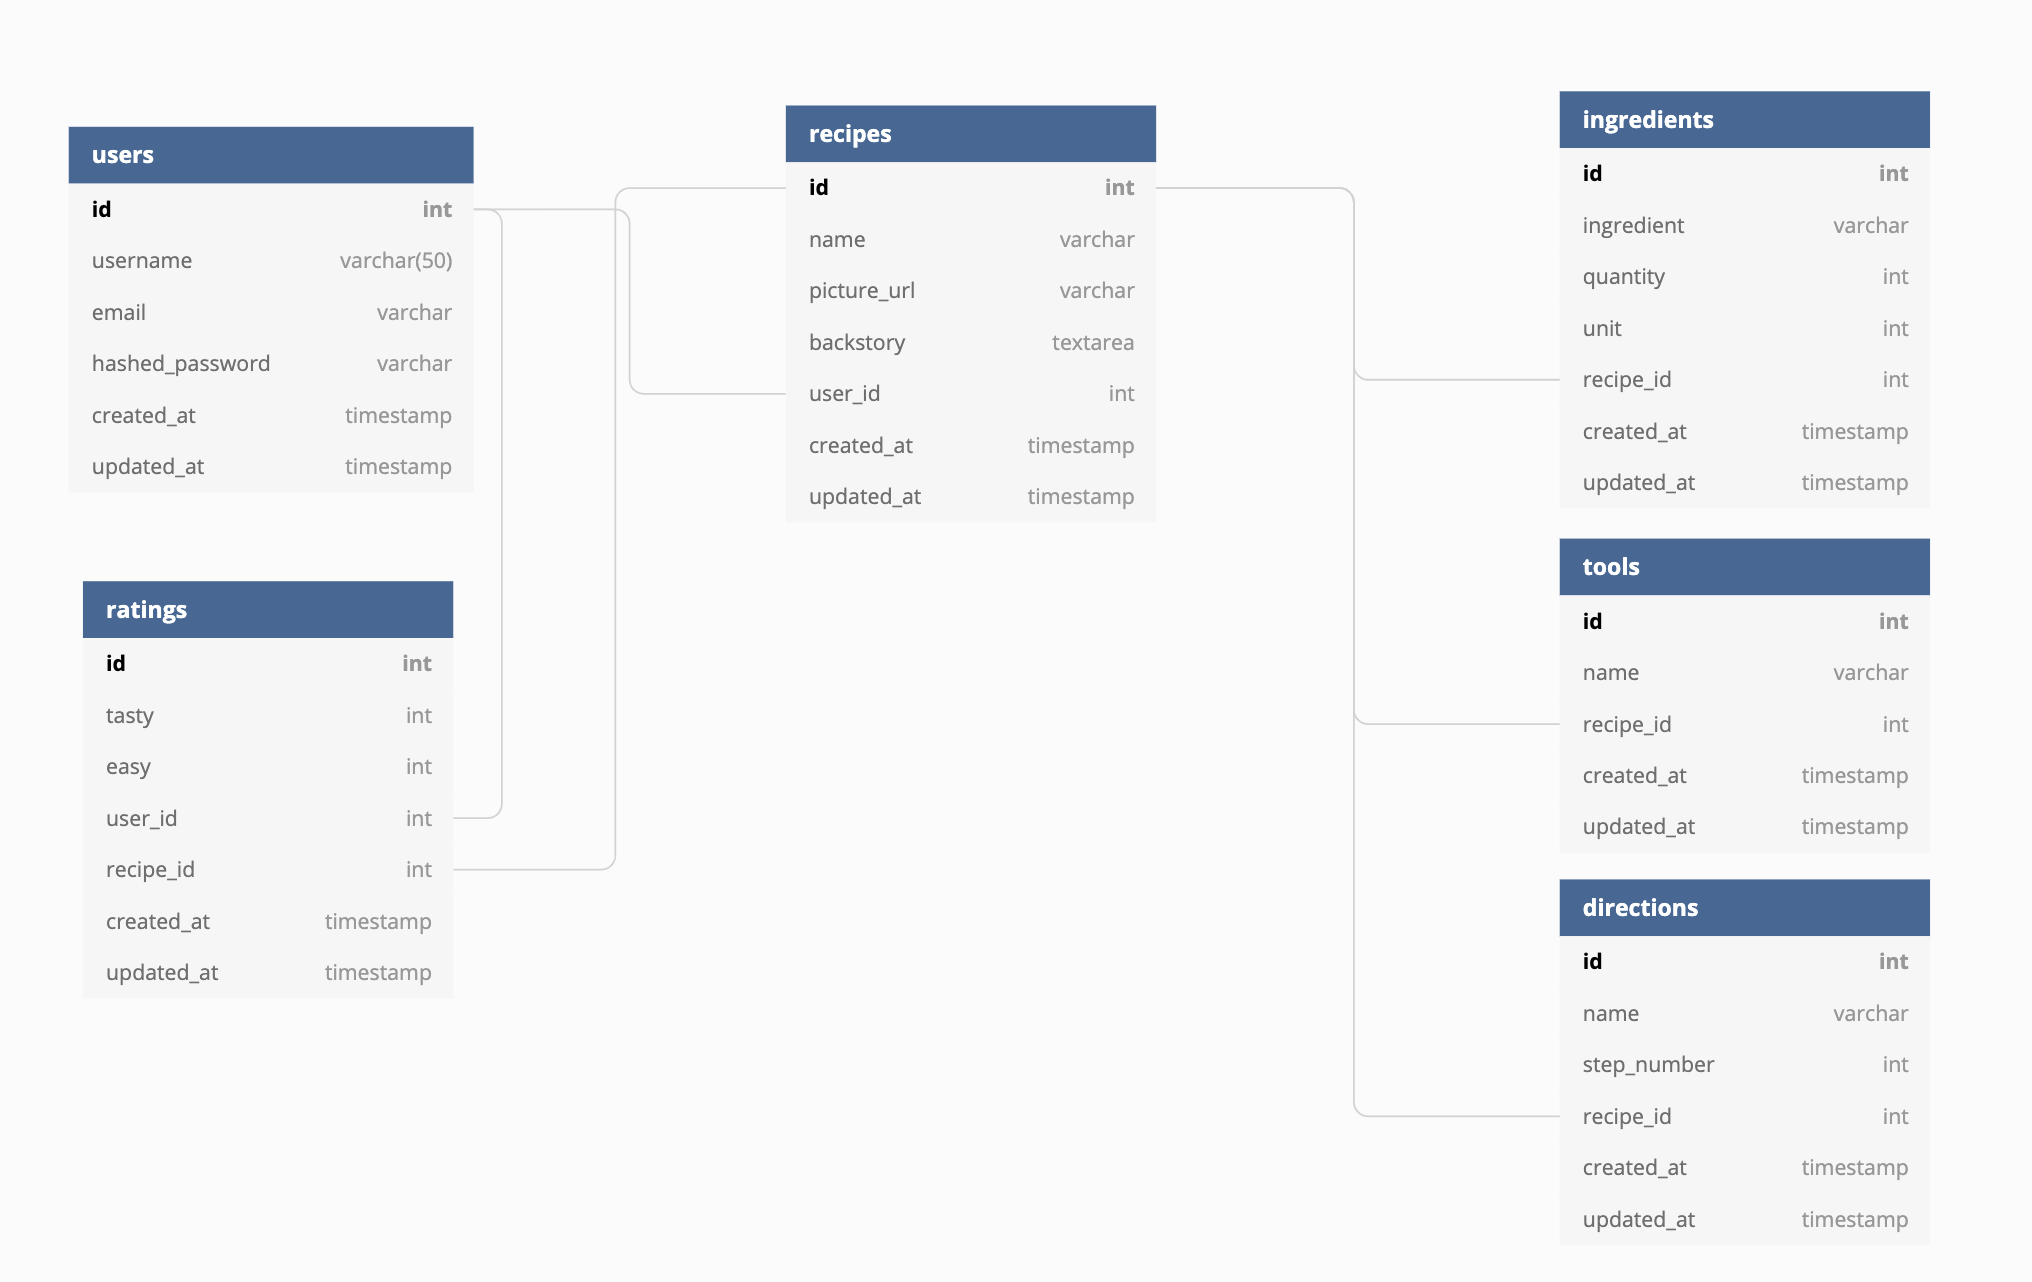 users
id int
username varchar(50)
email varchar
hashed_password varchar
created_at timestamp
updated_at timestamp
ratings
id int
tasty int
easy int
user_id int
recipe_id int
created_at timestamp
updated_at timestamp
recipes
id int
name varchar
picture_url varchar
backstory textarea
user_id int
created_at timestamp
updated_at timestamp
ingredients
id int
ingredient varchar
quantity int
unit int
recipe_id int
created_at timestamp
updated_at timestamp
tools
id int
name varchar
recipe_id int
created_at timestamp
updated_at timestamp
directions
id int
name varchar
step_number int
recipe_id int
created_at timestamp
updated_at timestamp